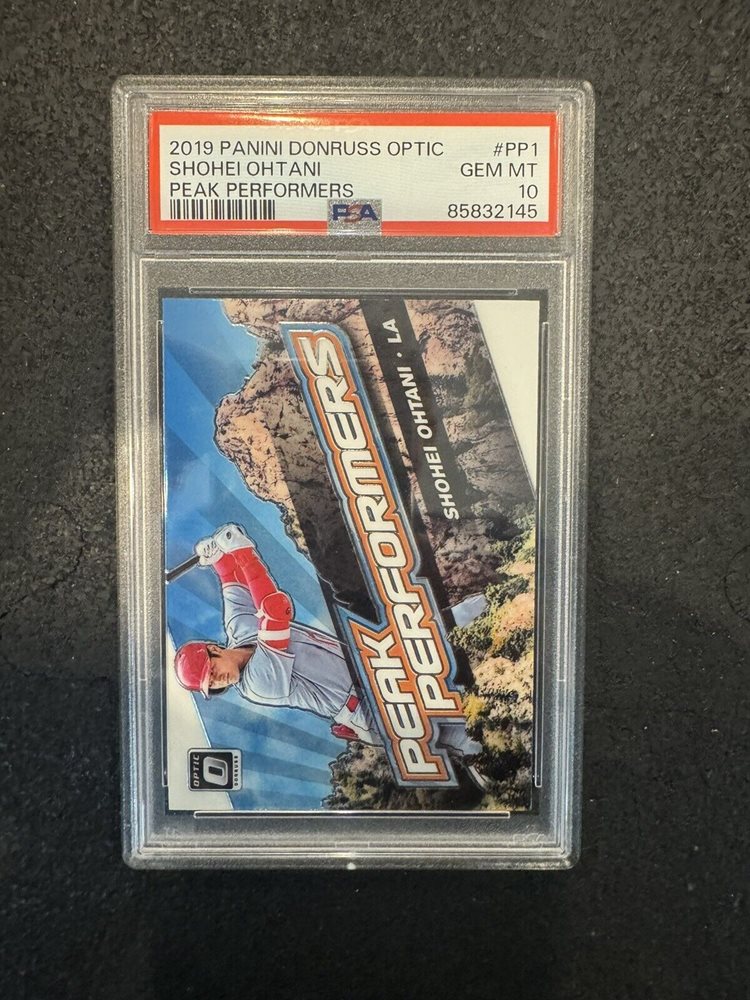 2019 PANINI DONRUSS OPTIC #PP1
SHOHEI OHTANI GEM MT
PEAK PERFORMERS 10
PSA 85832145
PEAK
PERFORMERS
SHOHEI OHTANI · LA
OPTIC
DONRUSS